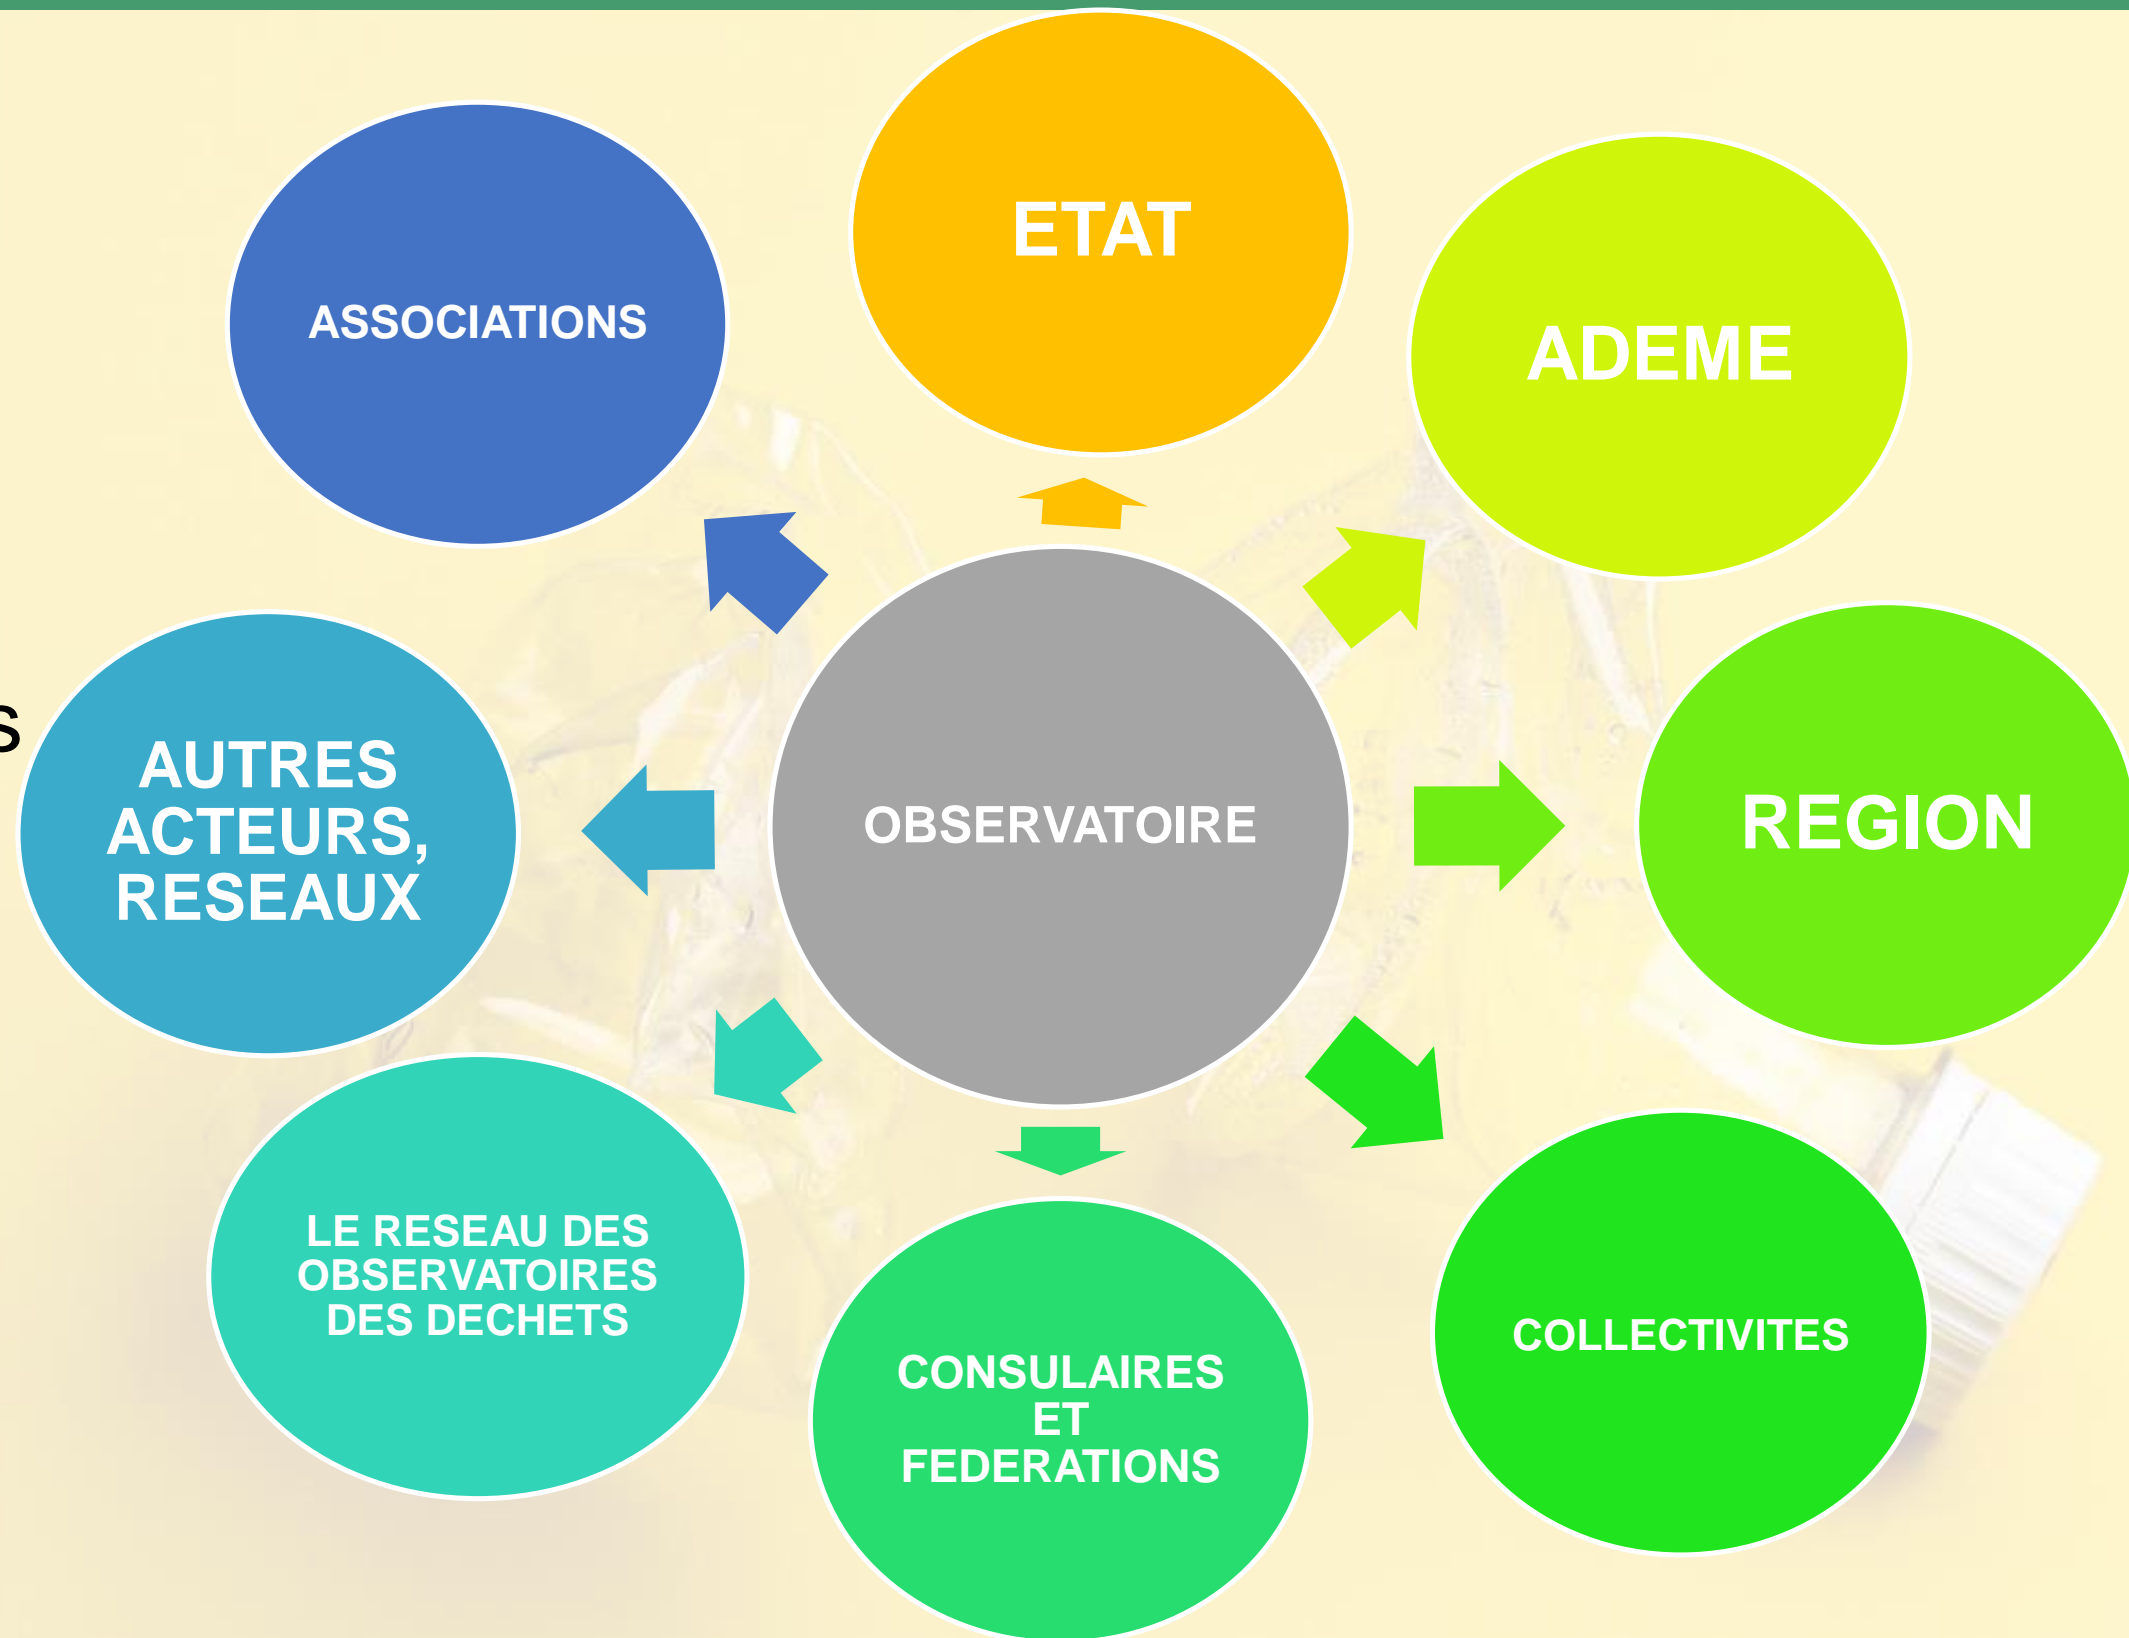 ETAT
ASSOCIATIONS
ADEME
S
AUTRES
ACTEURS,
RESEAUX
OBSERVATOIRE
REGION
LE RESEAU DES
OBSERVATOIRES
DES DECHETS
COLLECTIVITES
CONSULAIRES
ET
FEDERATIONS